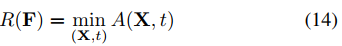 R(F) = min A(X, t) (14)
(X,t)